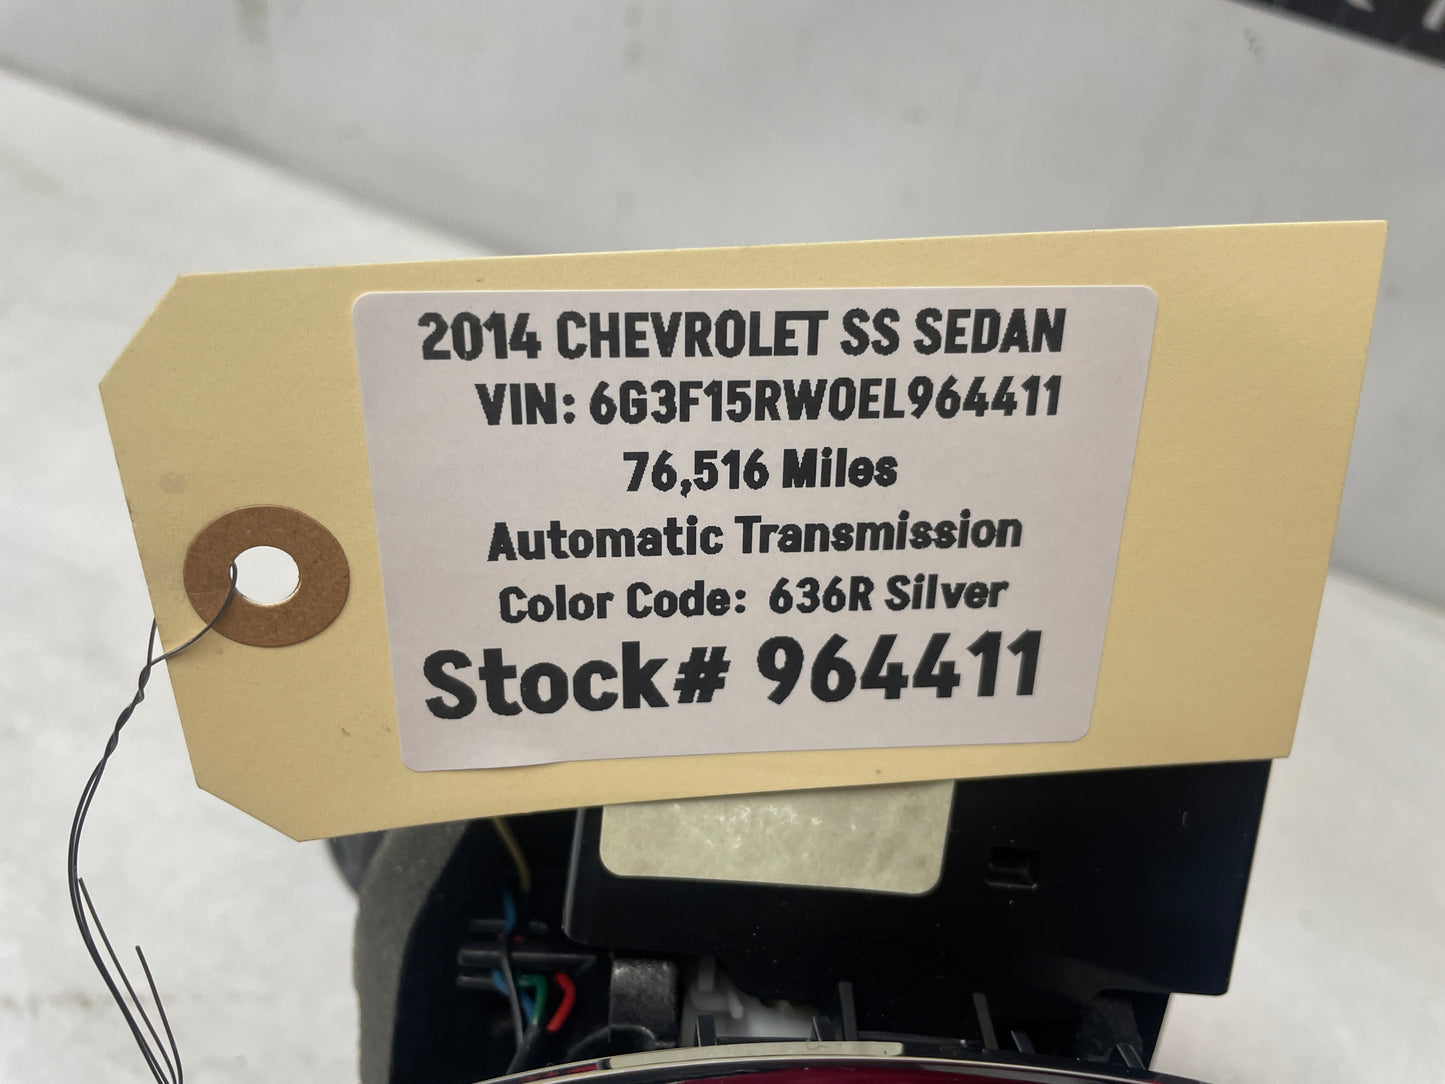 2014 CHEVROLET SS SEDAN
VIN: 6G3F15RW0EL964411
76,516 Miles
Automatic Transmission
Color Code: 636R Silver
Stock# 964411